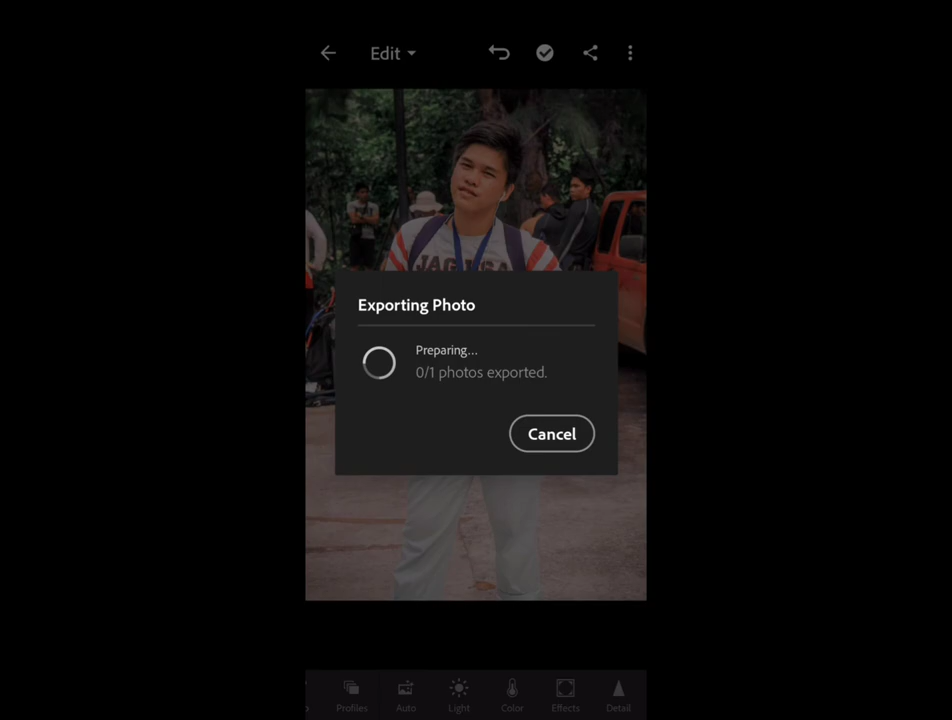 Edit
Exporting Photo
Preparing...
0/1 photos exported.
Cancel
Profiles
Auto
Light
Color
Effects
Detail